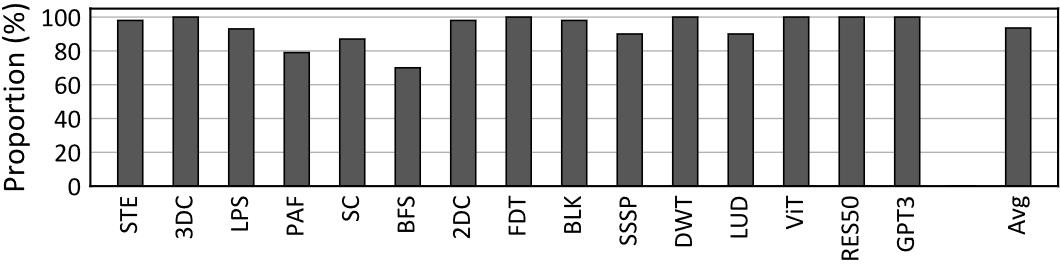 Proportion (%)
100
80
60
40
20
0
STE
3DC
LPS
PAF
SC
BFS
2DC
FDT
BLK
SSSP
DWT
LUD
ViT
RES50
GPT3
Avg